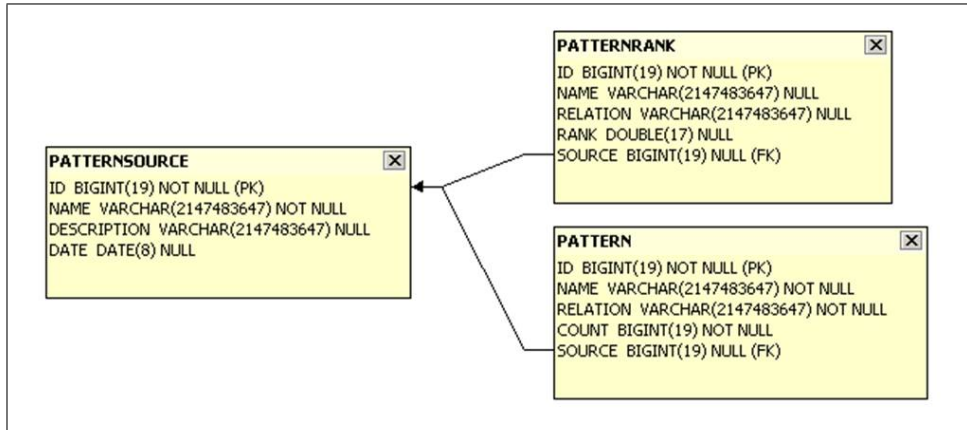 PATTERNSOURCE
ID BIGINT(19) NOT NULL (PK)
NAME VARCHAR(2147483647) NOT NULL
DESCRIPTION VARCHAR(2147483647) NULL
DATE DATE(8) NULL
PATTERNRANK
ID BIGINT(19) NOT NULL (PK)
NAME VARCHAR(2147483647) NULL
RELATION VARCHAR(2147483647) NULL
RANK DOUBLE(17) NULL
SOURCE BIGINT(19) NULL (FK)
PATTERN
ID BIGINT(19) NOT NULL (PK)
NAME VARCHAR(2147483647) NOT NULL
RELATION VARCHAR(2147483647) NOT NULL
COUNT BIGINT(19) NOT NULL
SOURCE BIGINT(19) NULL (FK)